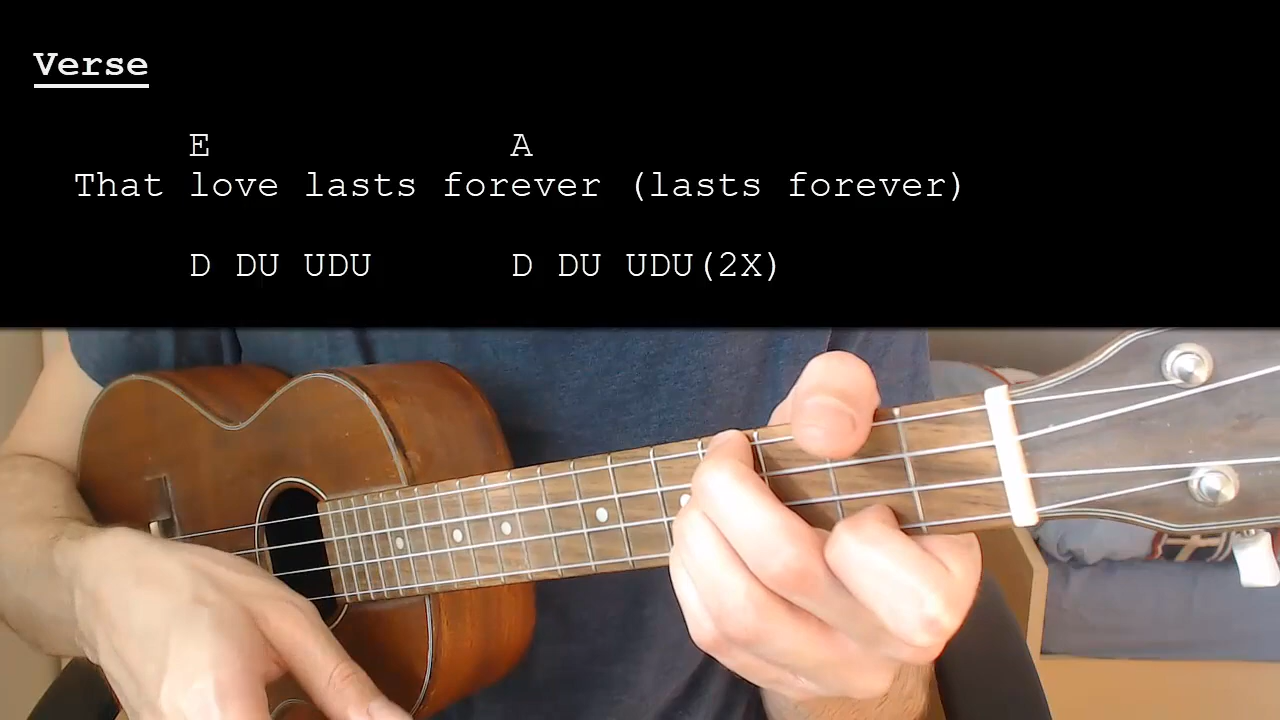 Verse
E A
That love lasts forever (lasts forever)
D DU UDU D DU UDU(2X)